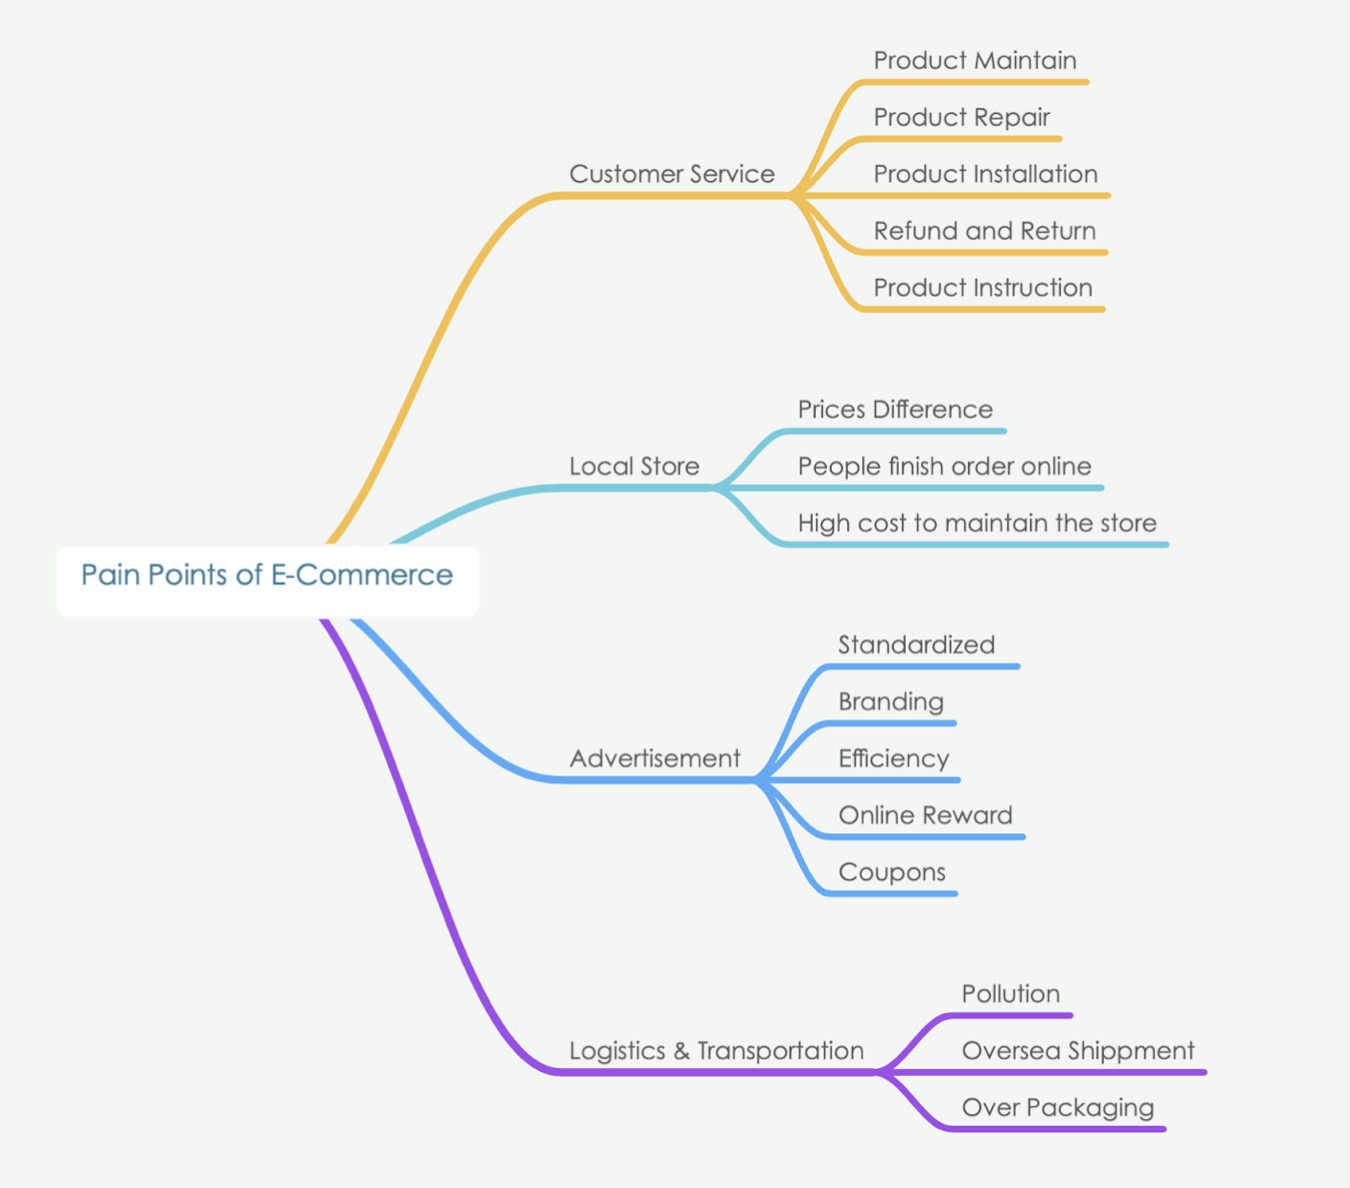 Pain Points of E-Commerce
Customer Service
Product Maintain
Product Repair
Product Installation
Refund and Return
Product Instruction
Local Store
Prices Difference
People finish order online
High cost to maintain the store
Advertisement
Standardized
Branding
Efficiency
Online Reward
Coupons
Logistics & Transportation
Pollution
Oversea Shippment
Over Packaging